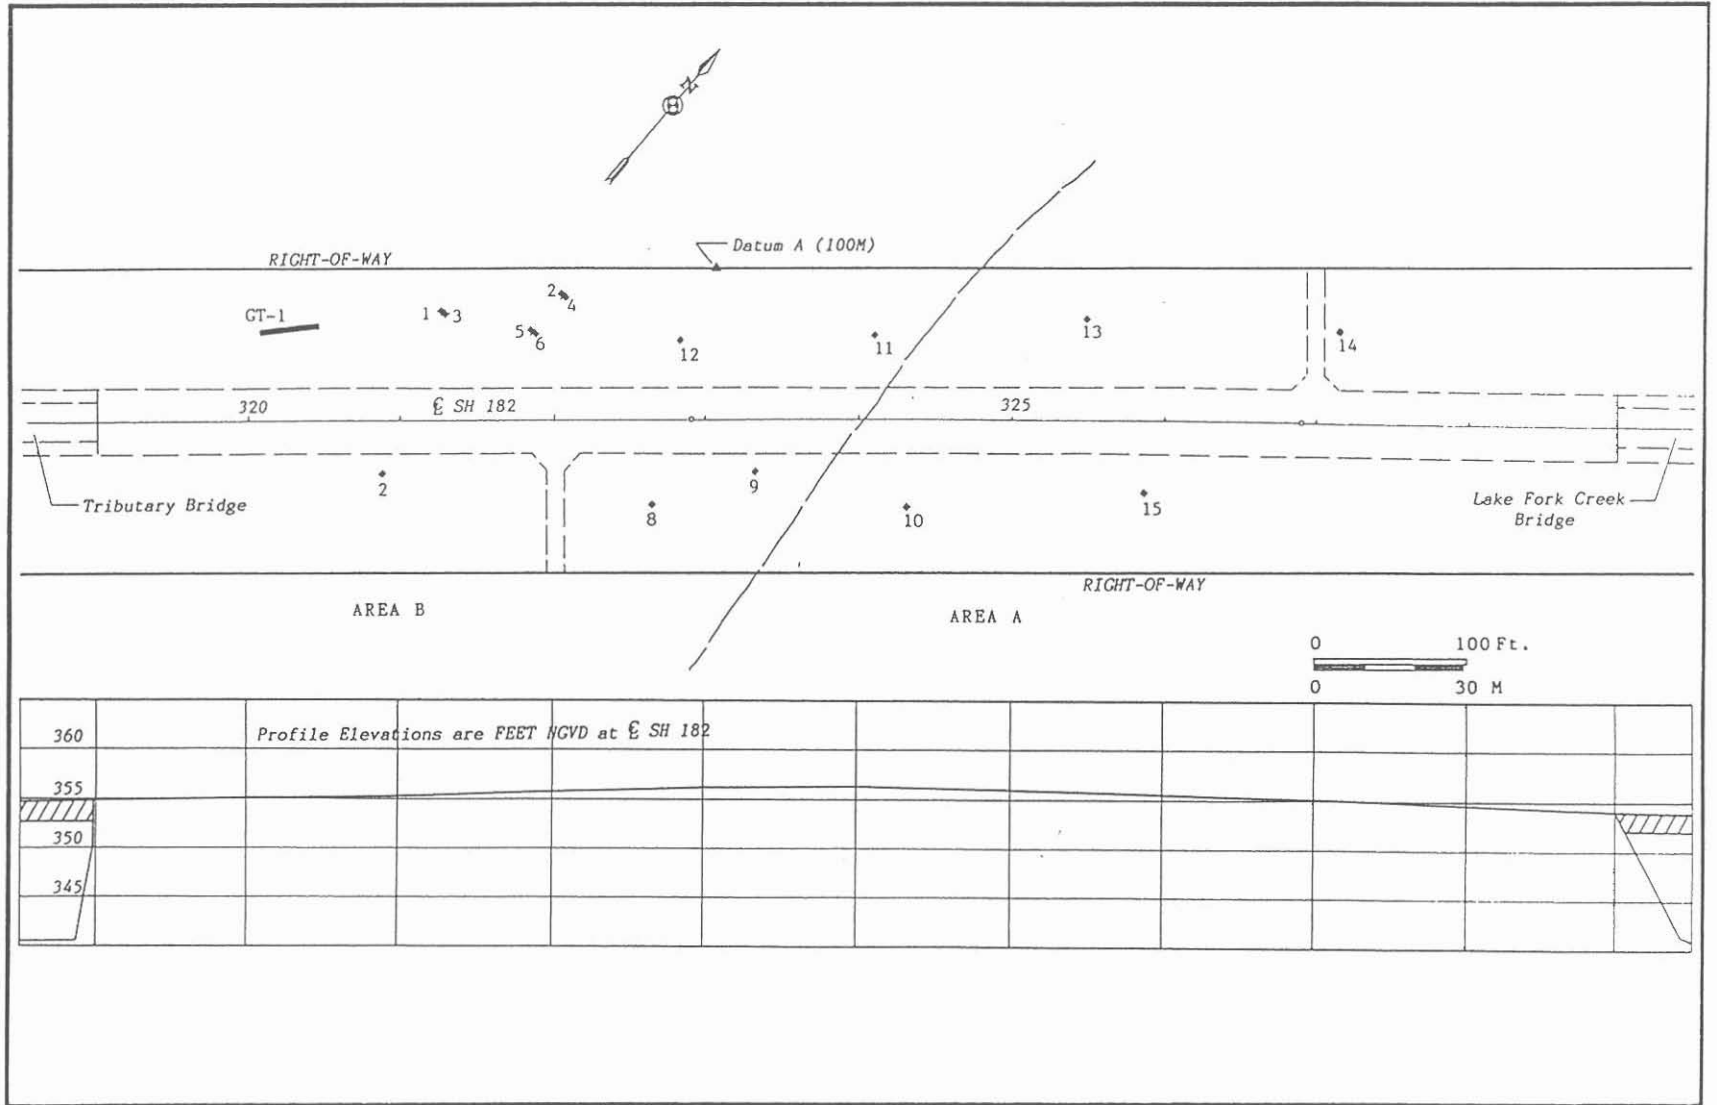 N
Datum A (100M)
RIGHT-OF-WAY
GT-1
1 3
2 4
5 6
12
11
13
14
320
℄ SH 182
325
Tributary Bridge
2
8
9
10
15
Lake Fork Creek
Bridge
RIGHT-OF-WAY
AREA B
AREA A
0 100 Ft.
0 30 M
Profile Elevations are FEET NGVD at ℄ SH 182
360
355
350
345